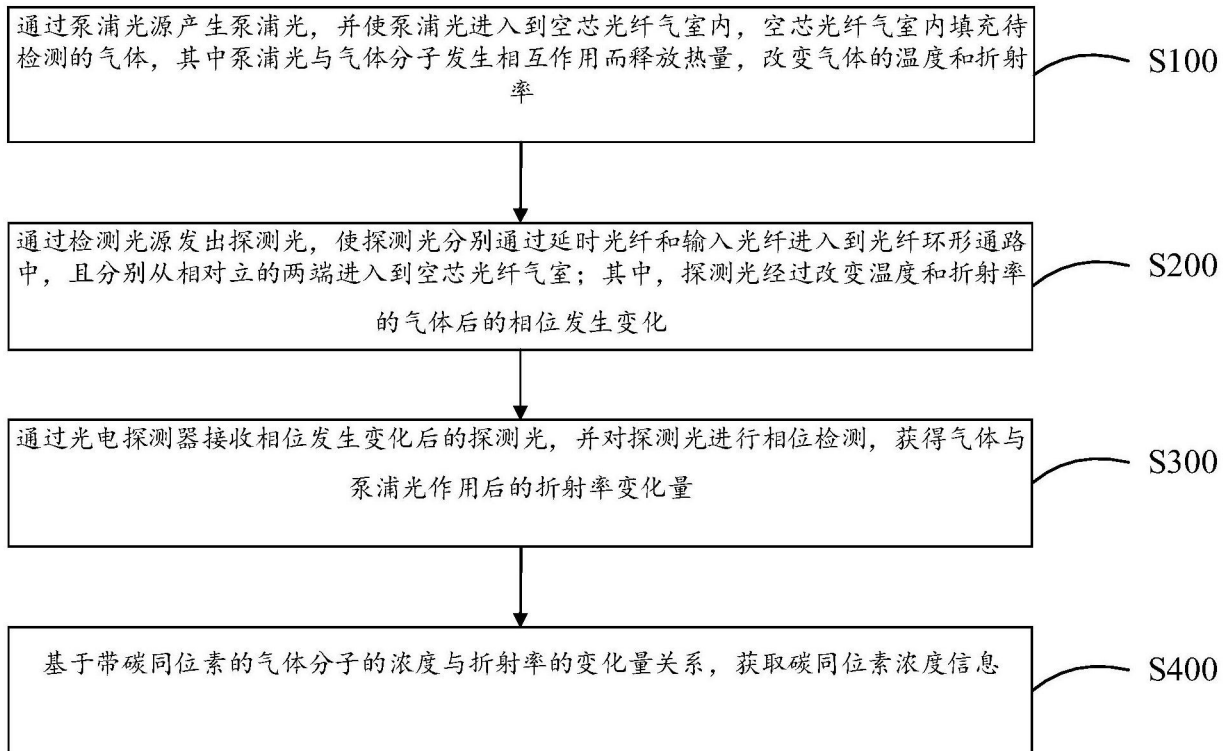 通过泵浦光源产生泵浦光，并使泵浦光进入到空芯光纤气室内，空芯光纤气室内填充待
检测的气体，其中泵浦光与气体分子发生相互作用而释放热量，改变气体的温度和折射
率
S100
通过检测光源发出探测光，使探测光分别通过延时光纤和输入光纤进入到光纤环形通路
中，且分别从相对立的两端进入到空芯光纤气室；其中，探测光经过改变温度和折射率
的气体后的相位发生变化
S200
通过光电探测器接收相位发生变化后的探测光，并对探测光进行相位检测，获得气体与
泵浦光作用后的折射率变化量
S300
基于带碳同位素的气体分子的浓度与折射率的变化量关系，获取碳同位素浓度信息
S400